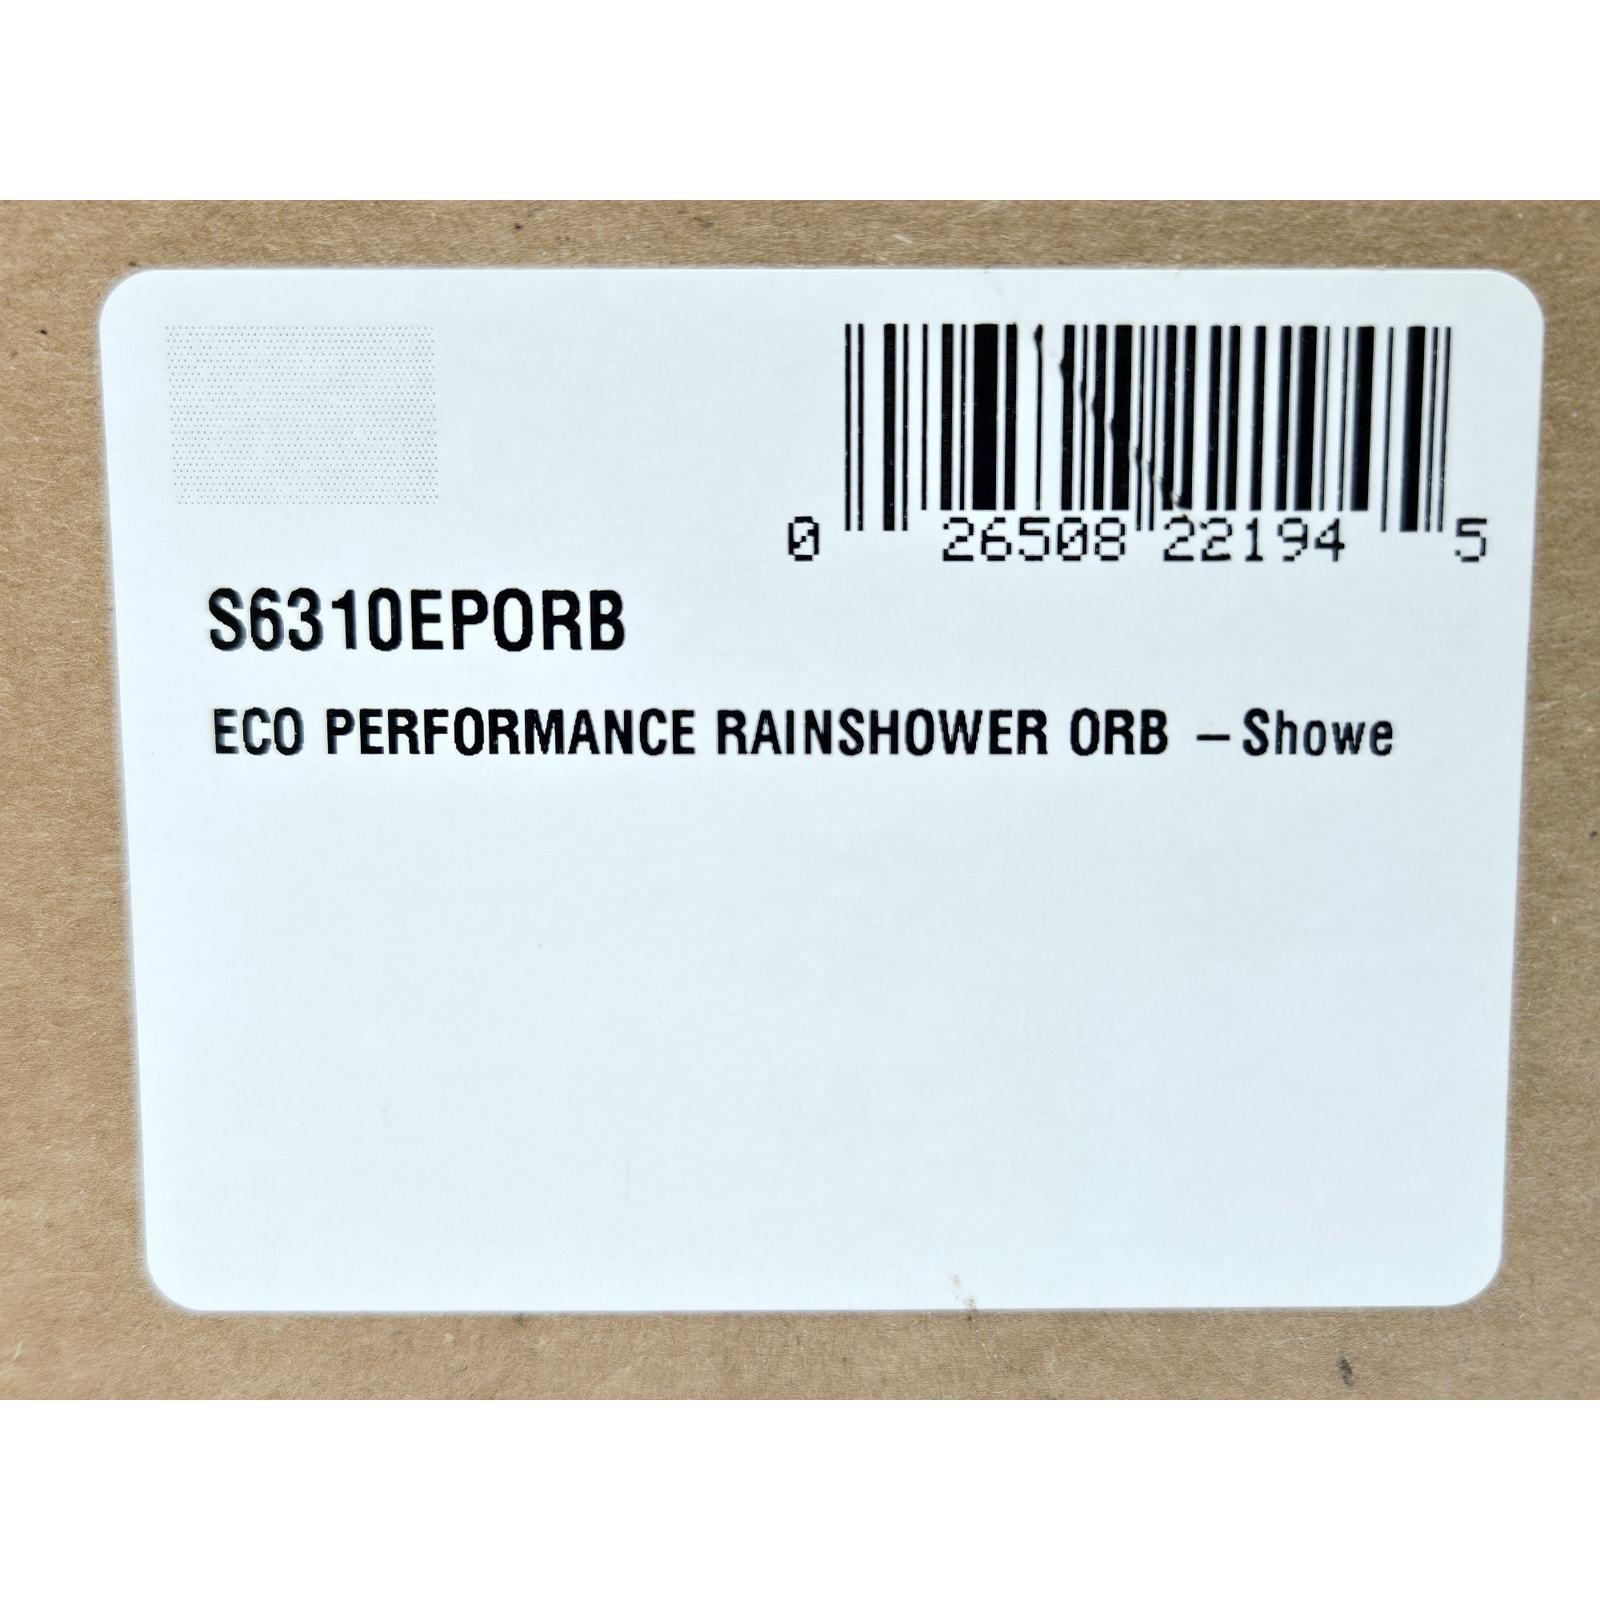 0 26508 22194 5
S6310EPORB
ECO PERFORMANCE RAINSHOWER ORB –Showe